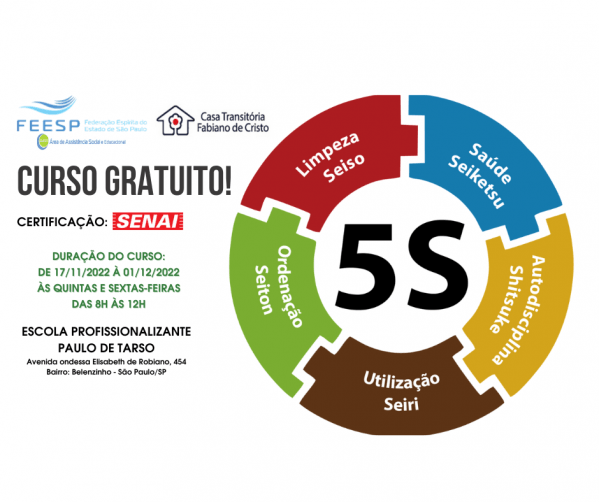 FEESP
Federação Espírita do
Estado de São Paulo
Área de Assistência Social e Educacional
Casa Transitória
Fabiano de Cristo
CURSO GRATUITO!
CERTIFICAÇÃO: SENAI
DURAÇÃO DO CURSO:
DE 17/11/2022 À 01/12/2022
ÀS QUINTAS E SEXTAS-FEIRAS
DAS 8H ÀS 12H
ESCOLA PROFISSIONALIZANTE
PAULO DE TARSO
Avenida ondessa Elisabeth de Robiano, 454
Bairro: Belenzinho - São Paulo/SP
Limpeza
Seiso
Saúde
Seiketsu
Ordenação
Seiton
5S
Autodisciplina
Shitsuke
Utilização
Seiri